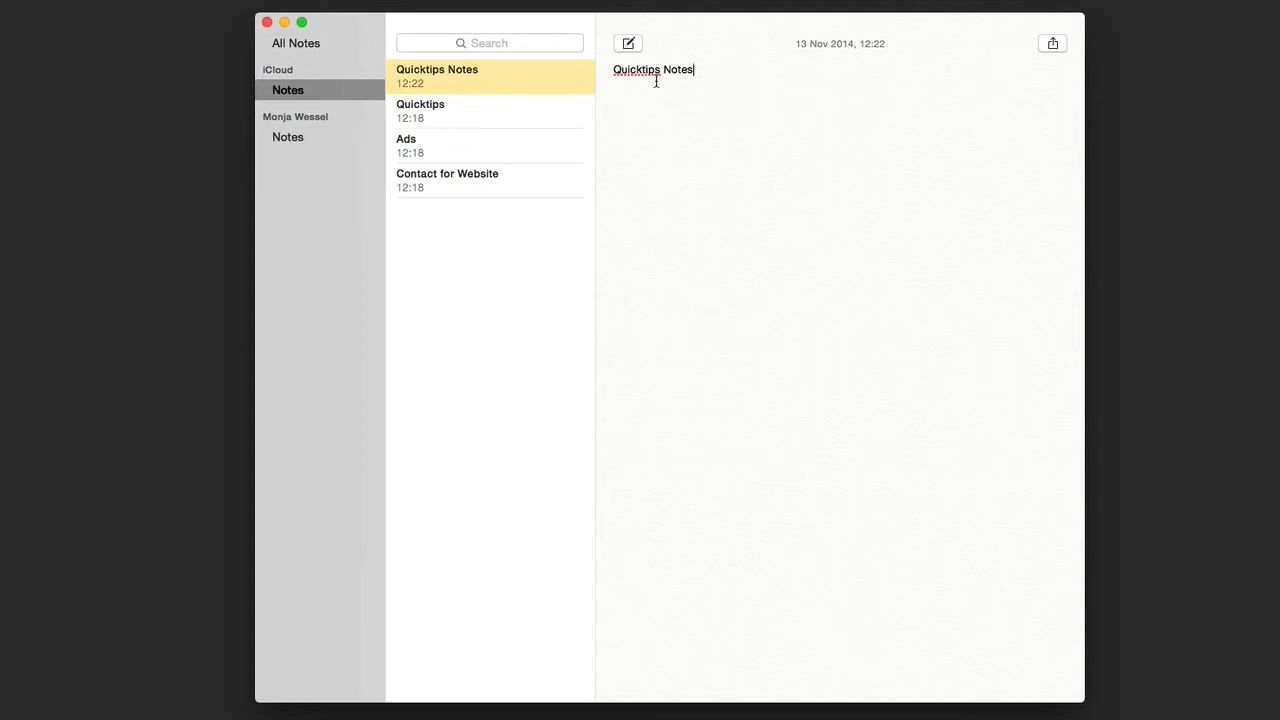 All Notes
iCloud
Notes
Monja Wessel
Notes
Search
Quicktips Notes
12:22
Quicktips
12:18
Ads
12:18
Contact for Website
12:18
13 Nov 2014, 12:22
Quicktips Notes